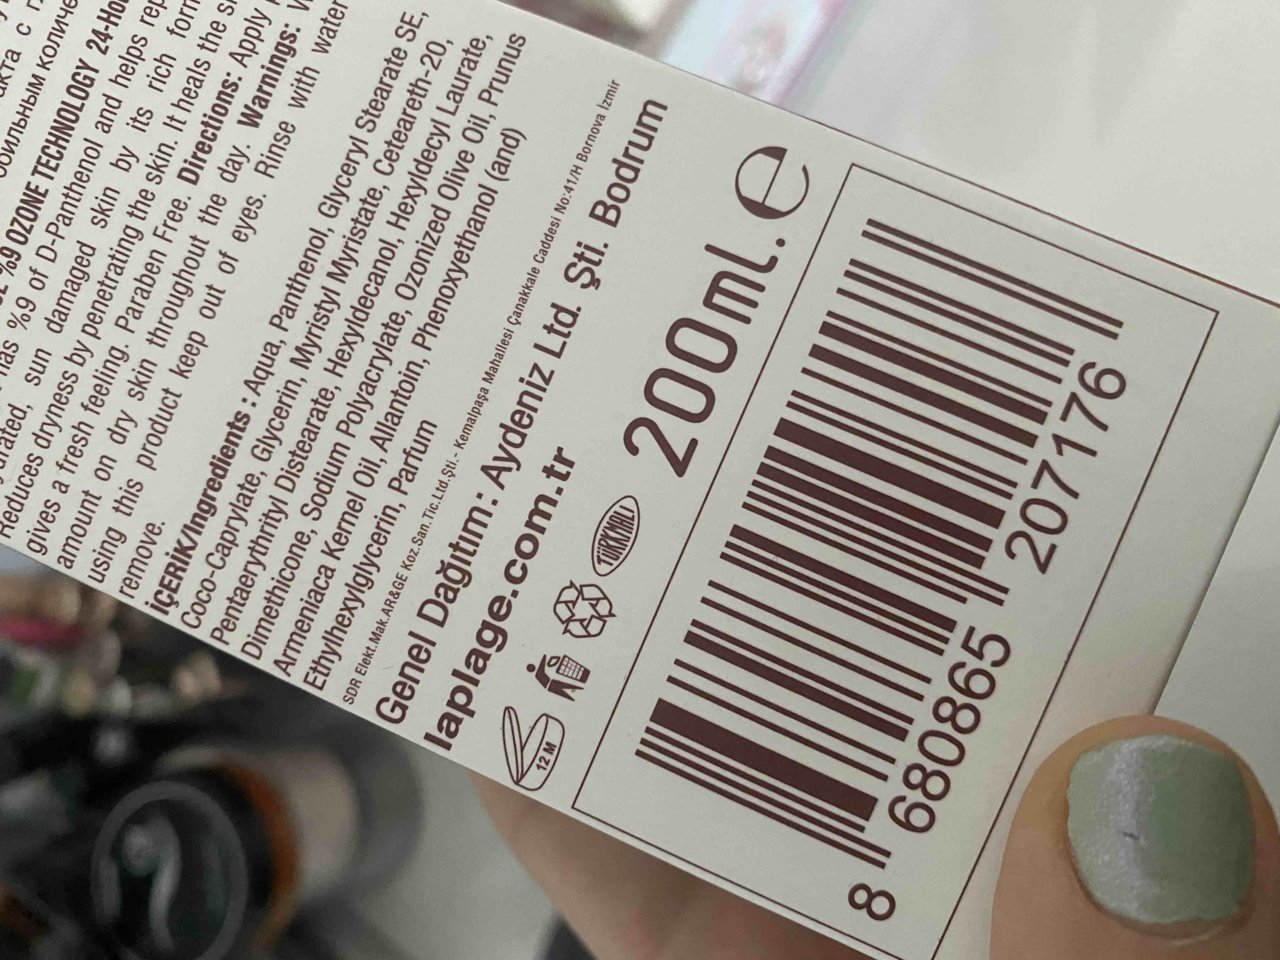 акта с
обильным количе
%9 OZONE TECHNOLOGY 24-Ho
has %9 of D-Panthenol and helps rep
sun damaged skin by its rich form
Reduces dryness by penetrating the skin. It heals the s
gives a fresh feeling. Paraben Free. Directions: Apply
amount on dry skin throughout the day. Warnings: W
using this product keep out of eyes. Rinse with water
remove.
İÇERİK/Ingredients : Aqua, Panthenol, Glyceryl Stearate SE,
Coco-Caprylate, Glycerin, Myristyl Myristate, Ceteareth-20,
Pentaerythrityl Distearate, Hexyldecanol, Hexyldecyl Laurate,
Dimethicone, Sodium Polyacrylate, Ozonized Olive Oil, Prunus
Armeniaca Kernel Oil, Allantoin, Phenoxyethanol (and)
Ethylhexylglycerin, Parfum
SDR Elekt.Mak.AR&GE Koz.San.Tic.Ltd.Şti.- Kemalpaşa Mahallesi Çanakkale Caddesi No:41/H Bornova İzmir
Genel Dağıtım: Aydeniz Ltd. Şti. Bodrum
laplage.com.tr
12 M
TÜRKMALI
200ml. e
8 680865 207176